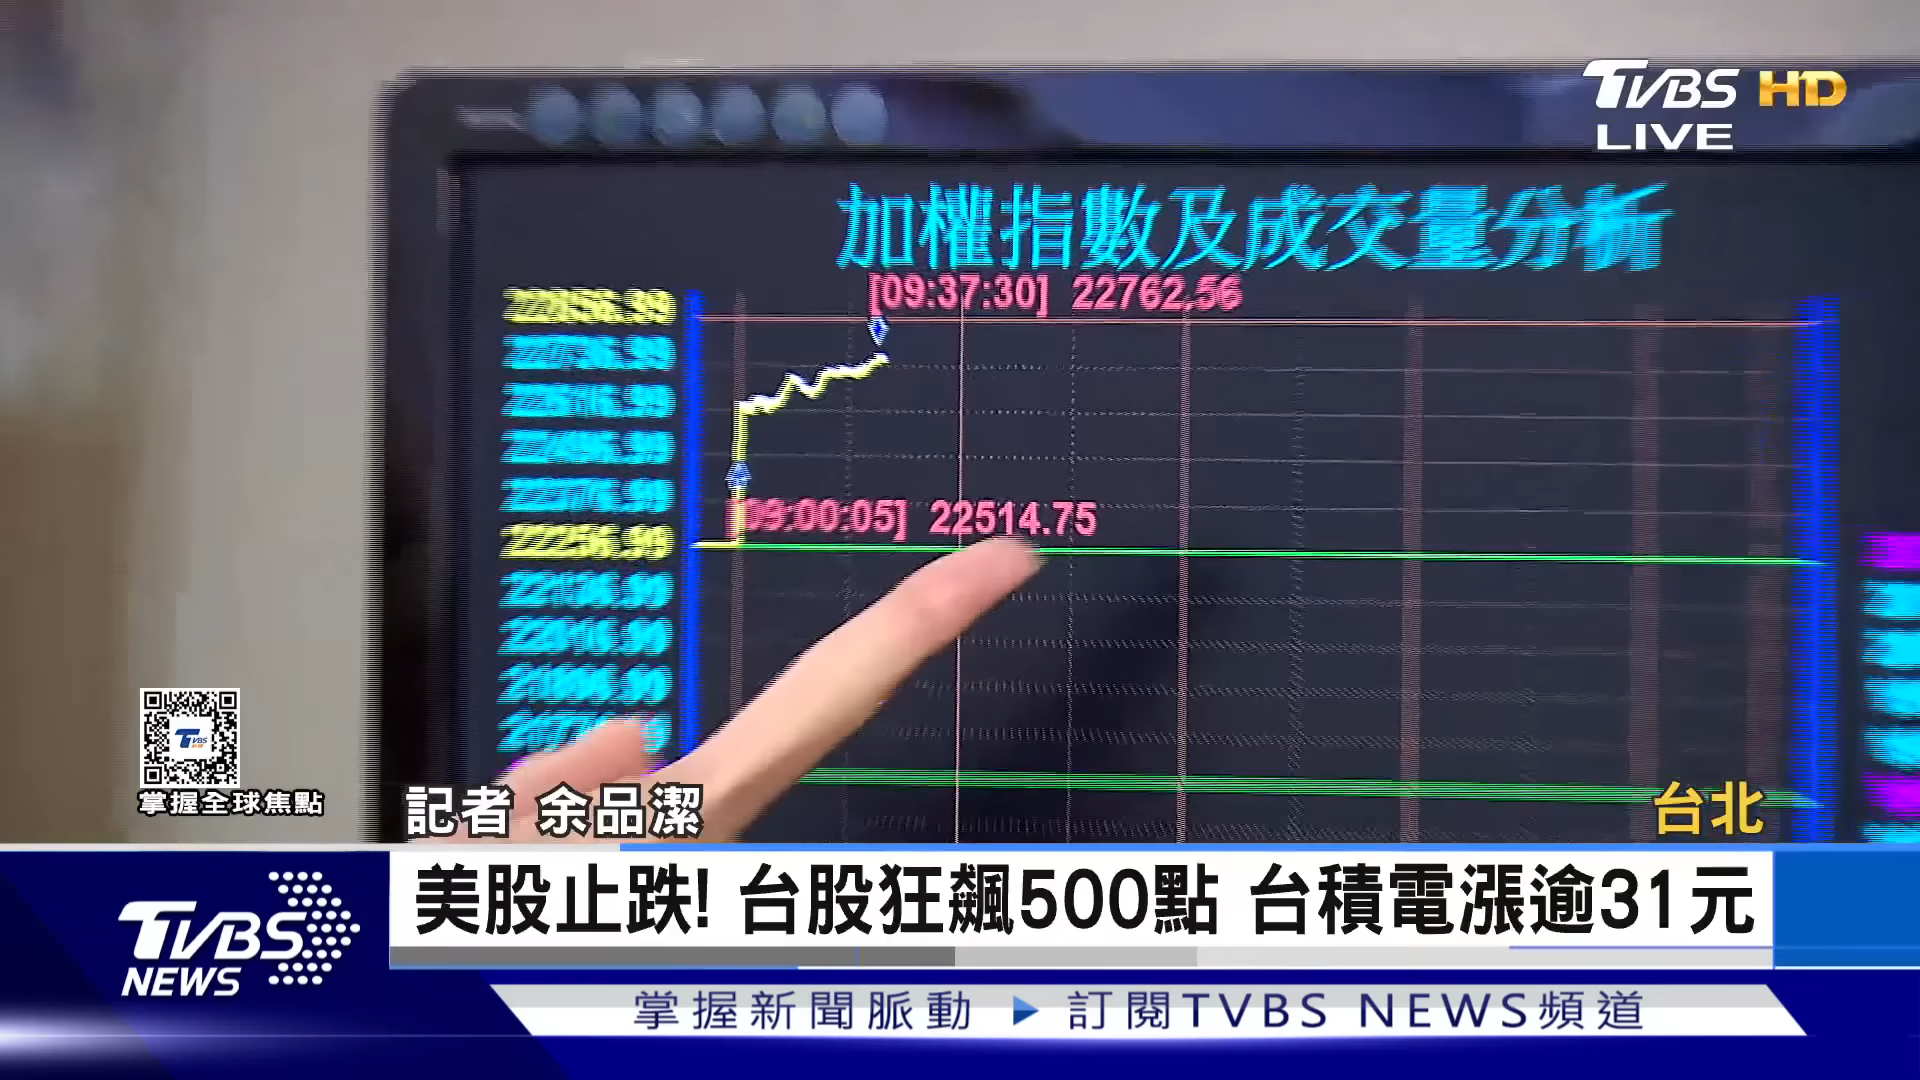 TVBS HD
LIVE
加權指數及成交量分析
[09:37:30] 22762.56
22856.99
22736.99
22616.99
22496.99
22376.99
[09:00:05] 22514.75
22256.99
22136.99
22016.99
21896.99
TVBS
掌握全球焦點
記者 余品潔
台北
美股止跌! 台股狂飆500點 台積電漲逾31元
TVBS
NEWS
掌握新聞脈動 ▶ 訂閱TVBS NEWS頻道